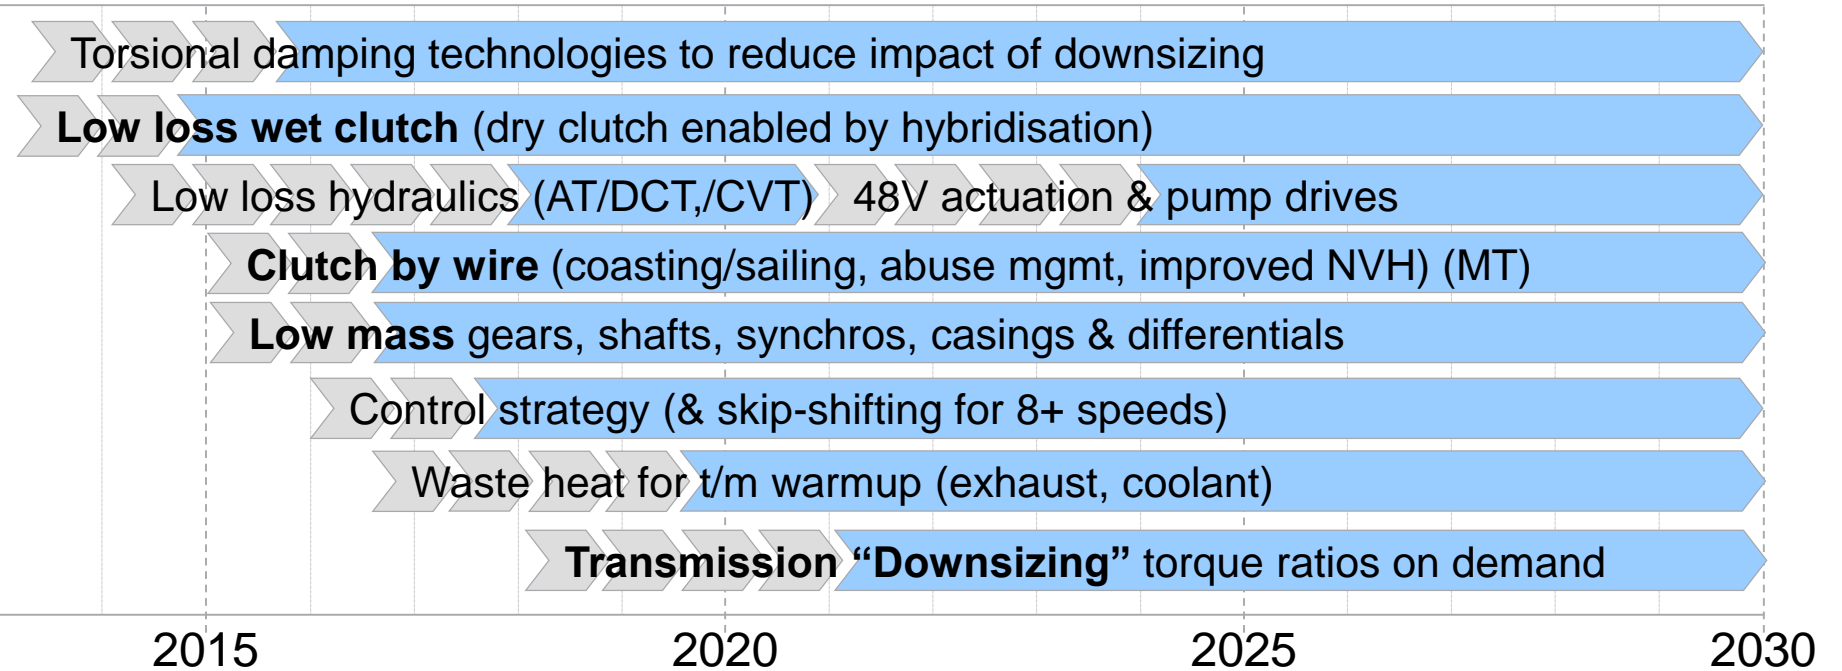 Torsional damping technologies to reduce impact of downsizing
Low loss wet clutch (dry clutch enabled by hybridisation)
Low loss hydraulics (AT/DCT,/CVT) 48V actuation & pump drives
Clutch by wire (coasting/sailing, abuse mgmt, improved NVH) (MT)
Low mass gears, shafts, synchros, casings & differentials
Control strategy (& skip-shifting for 8+ speeds)
Waste heat for t/m warmup (exhaust, coolant)
Transmission “Downsizing” torque ratios on demand
2015 2020 2025 2030